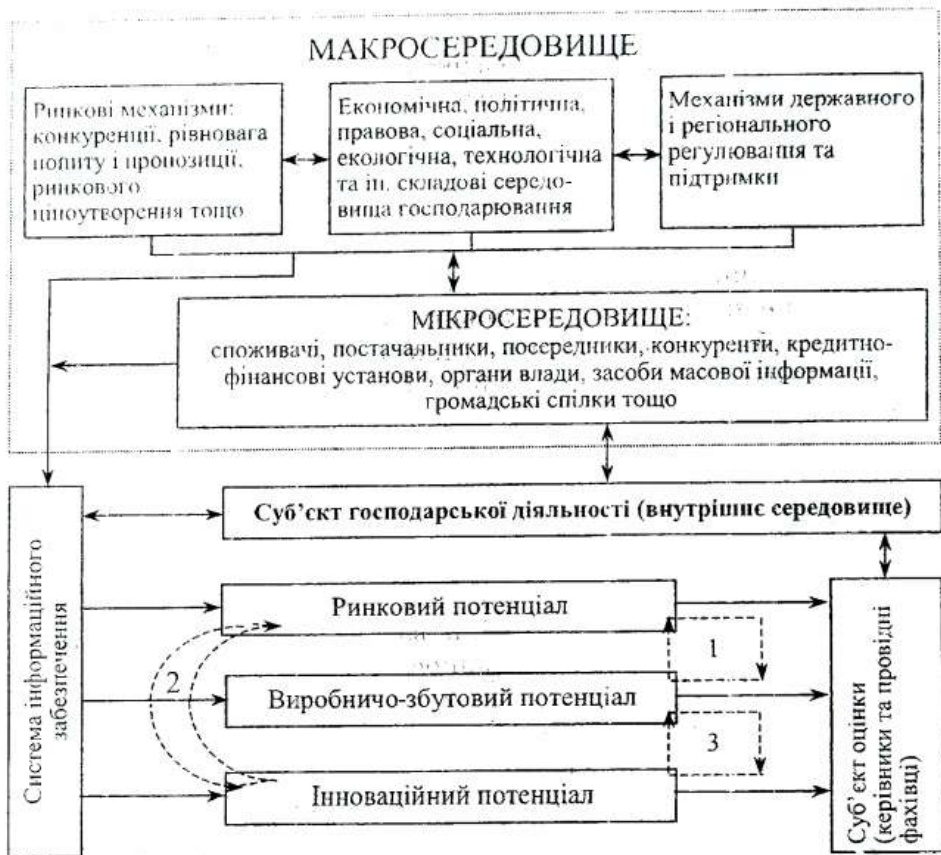 МАКРОСЕРЕДОВИЩЕ
Ринкові механізми:
конкуренції, рівновага
попиту і пропозиції,
ринкового
ціноутворення тощо
Економічна, політична,
правова, соціальна,
екологічна, технологічна
та ін. складові середо-
вища господарювання
Механізми державного
і регіонального
регулювання та
підтримки
МІКРОСЕРЕДОВИЩЕ:
споживачі, постачальники, посередники, конкуренти, кредитно-
фінансові установи, органи влади, засоби масової інформації,
громадські спілки тощо
Система інформаційного
забезпечення
Суб’єкт господарської діяльності (внутрішнє середовище)
Ринковий потенціал
1
2
Виробничо-збутовий потенціал
3
Інноваційний потенціал
Суб’єкт оцінки
(керівники та провідні
фахівці)